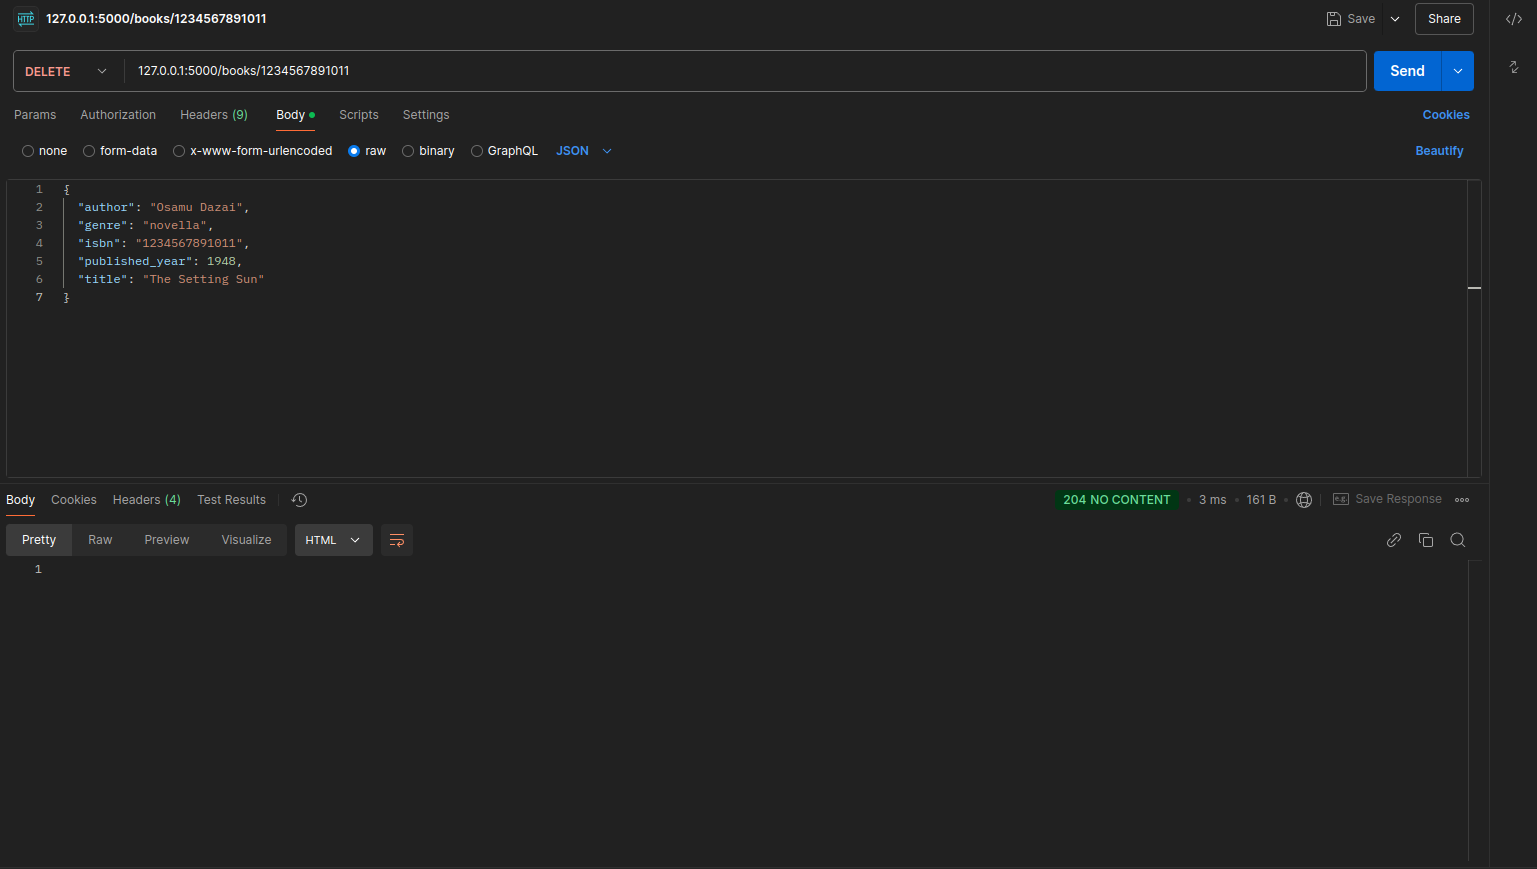 HTTP 127.0.0.1:5000/books/1234567891011 Save Share </>
DELETE 127.0.0.1:5000/books/1234567891011 Send
Params Authorization Headers (9) Body Scripts Settings Cookies
none form-data x-www-form-urlencoded raw binary GraphQL JSON Beautify
1 {
2 "author": "Osamu Dazai",
3 "genre": "novella",
4 "isbn": "1234567891011",
5 "published_year": 1948,
6 "title": "The Setting Sun"
7 }
Body Cookies Headers (4) Test Results 204 NO CONTENT • 3 ms • 161 B • e.g. Save Response
Pretty Raw Preview Visualize HTML
1